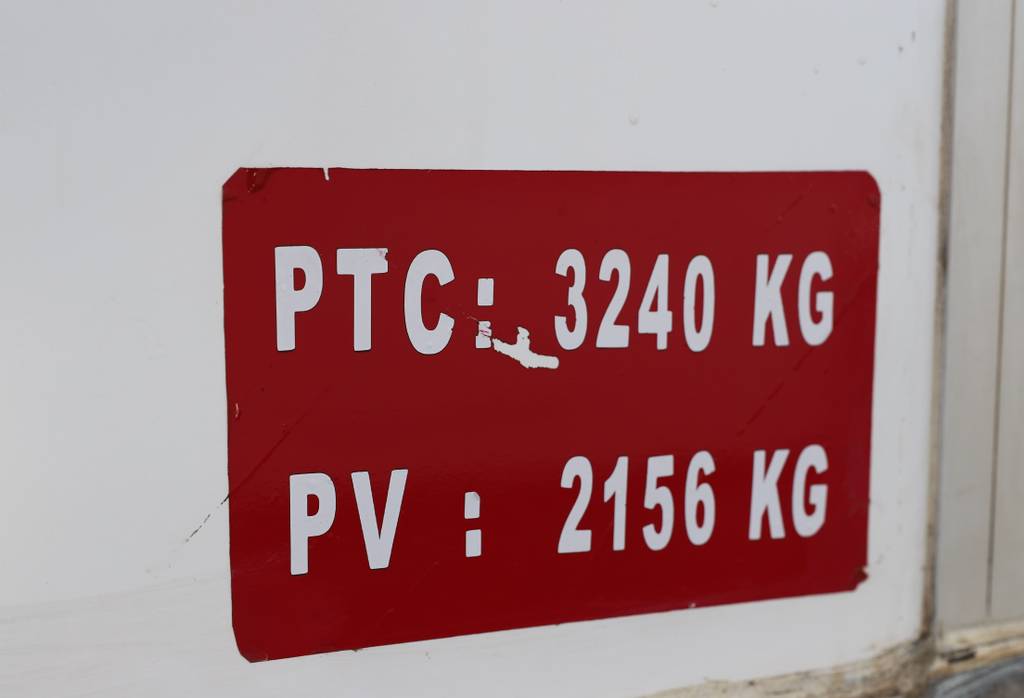 PTC: 3240 KG
PV : 2156 KG